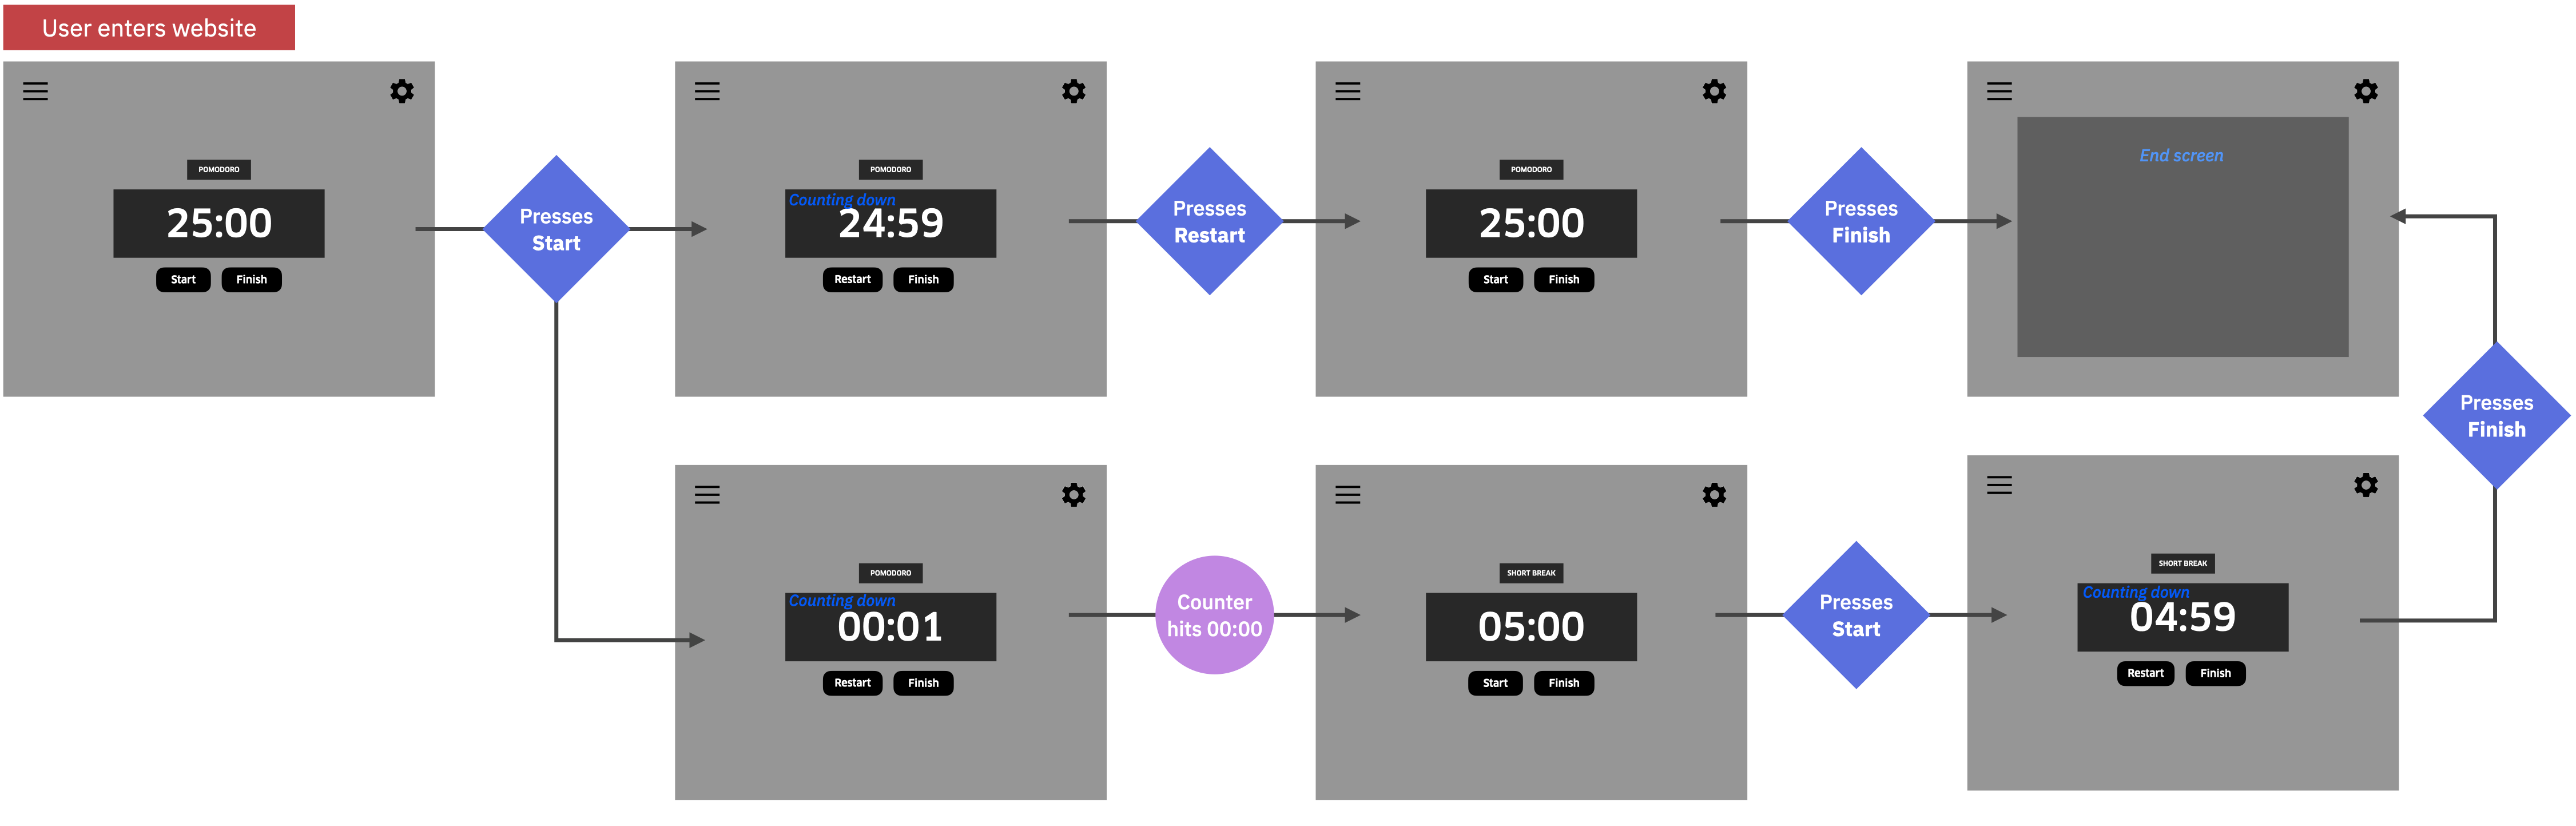 User enters website
POMODORO
25:00
Start Finish
Presses
Start
POMODORO
Counting down
24:59
Restart Finish
Presses
Restart
POMODORO
25:00
Start Finish
Presses
Finish
End screen
POMODORO
Counting down
00:01
Restart Finish
Counter
hits 00:00
SHORT BREAK
05:00
Start Finish
Presses
Start
SHORT BREAK
Counting down
04:59
Restart Finish
Presses
Finish